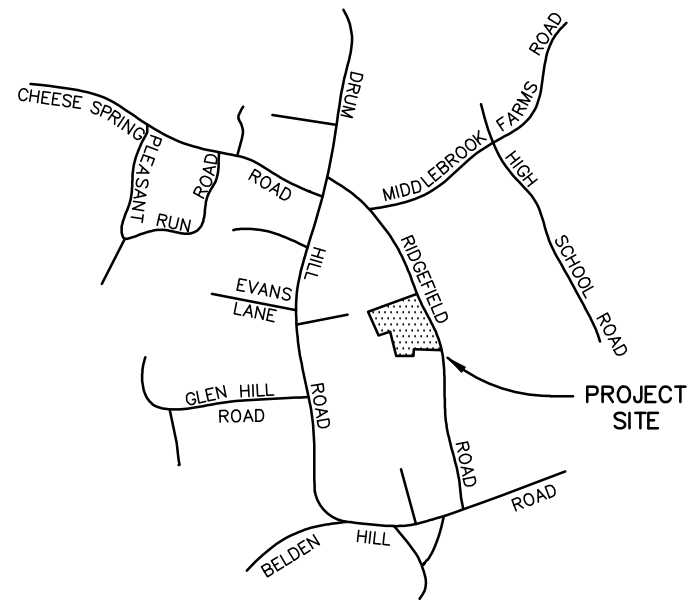 DRUM
HILL
ROAD
CHEESE SPRING
ROAD
PLEASANT
RUN
ROAD
MIDDLEBROOK FARMS ROAD
HIGH
SCHOOL ROAD
RIDGEFIELD
ROAD
EVANS
LANE
GLEN HILL
ROAD
PROJECT
SITE
BELDEN HILL ROAD